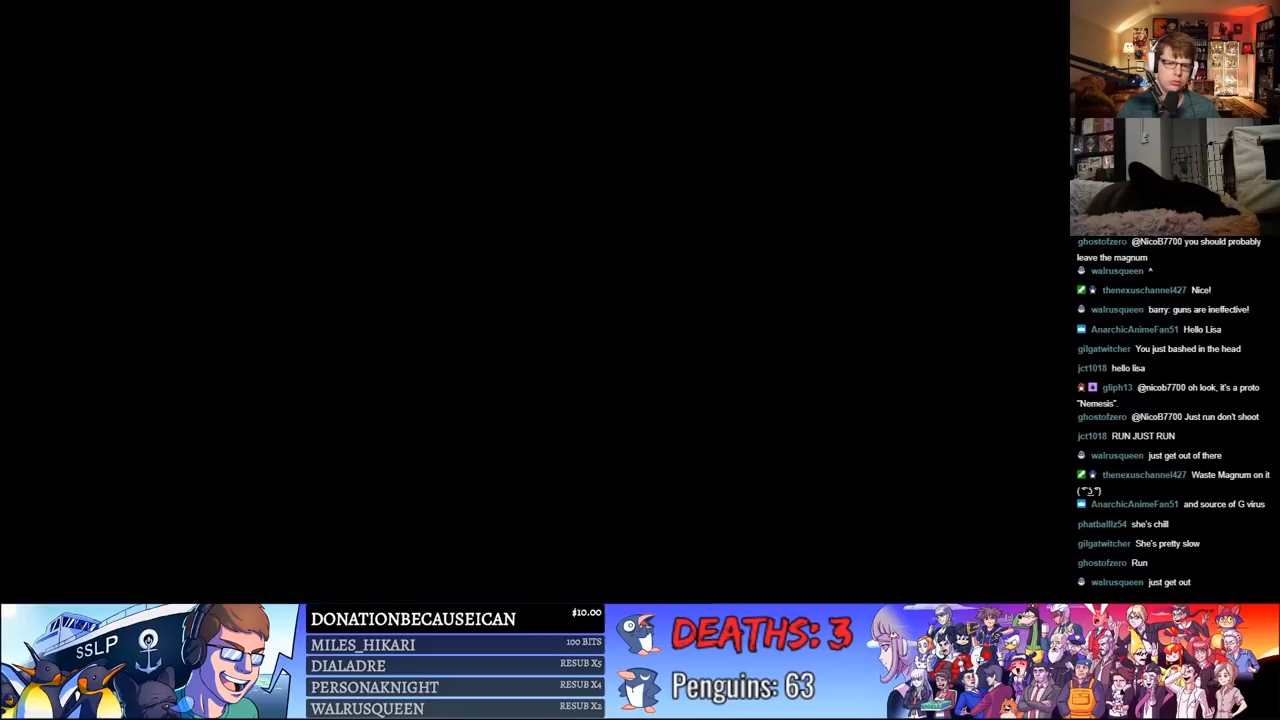 ghostofzero @NicoB7700 you should probably
leave the magnum
walrusqueen ^
thenexuschannel427 Nice!
walrusqueen barry: guns are ineffective!
AnarchicAnimeFan51 Hello Lisa
gilgatwitcher You just bashed in the head
jct1018 hello lisa
gliph13 @nicob7700 oh look, it's a proto
"Nemesis".
ghostofzero @NicoB7700 Just run don't shoot
jct1018 RUN JUST RUN
walrusqueen just get out of there
thenexuschannel427 Waste Magnum on it
( ͡° ͜ʖ ͡°)
AnarchicAnimeFan51 and source of G virus
phatballlz54 she's chill
gilgatwitcher She's pretty slow
ghostofzero Run
walrusqueen just get out
SSLP
DONATIONBECAUSEICAN $10.00
MILES_HIKARI 100 BITS
DIALADRE RESUB X5
PERSONAKNIGHT RESUB X4
WALRUSQUEEN RESUB X2
DEATHS: 3
Penguins: 63